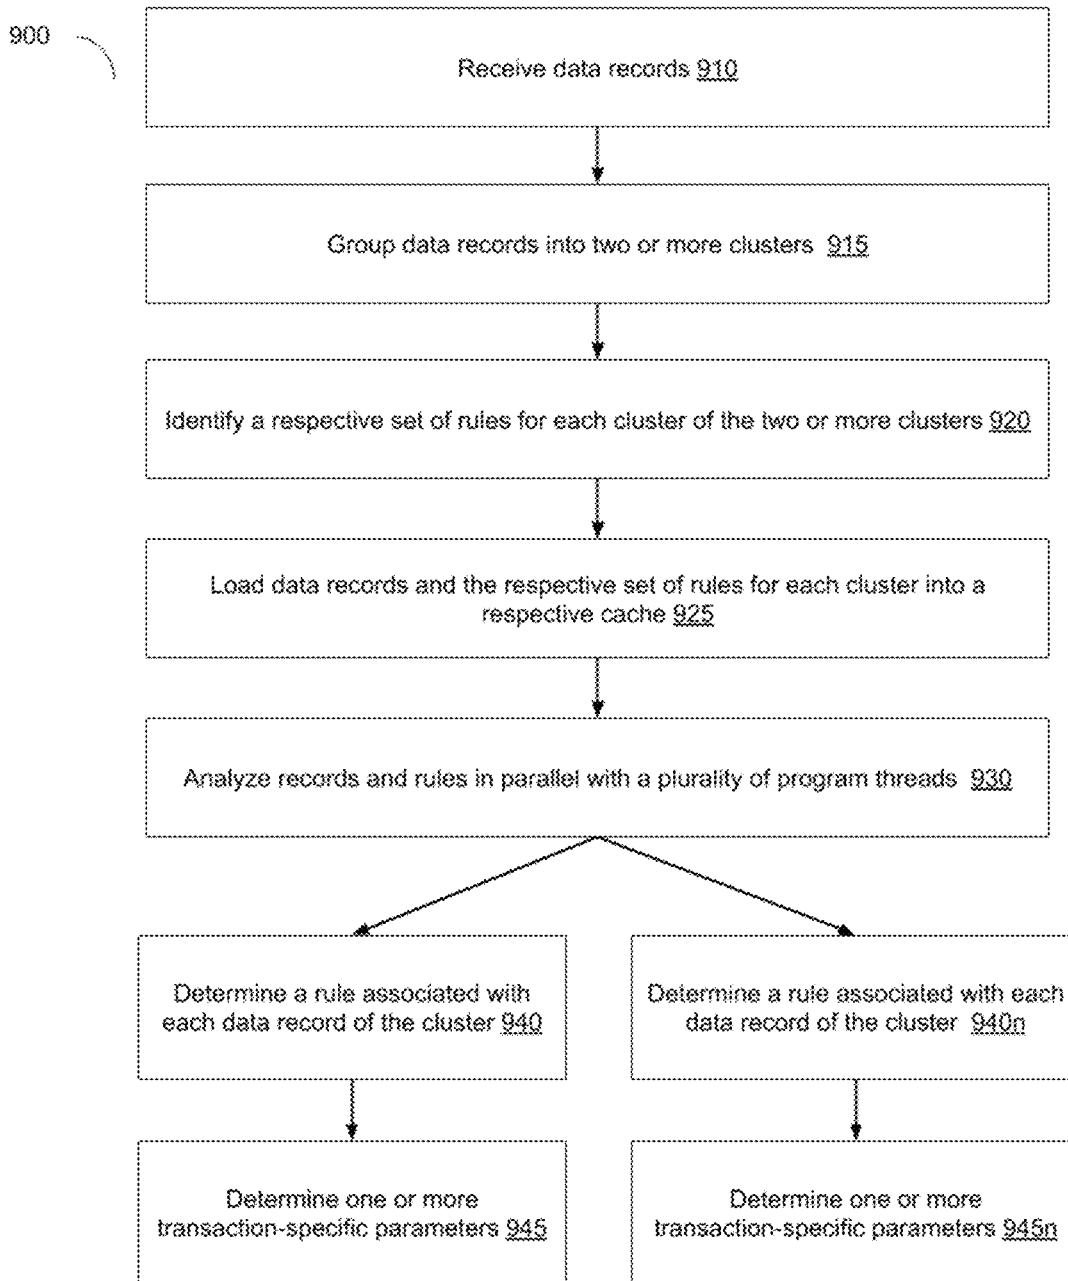 900
Receive data records 910
Group data records into two or more clusters 915
Identify a respective set of rules for each cluster of the two or more clusters 920
Load data records and the respective set of rules for each cluster into a
respective cache 925
Analyze records and rules in parallel with a plurality of program threads 930
Determine a rule associated with
each data record of the cluster 940
Determine a rule associated with each
data record of the cluster 940n
Determine one or more
transaction-specific parameters 945
Determine one or more
transaction-specific parameters 945n